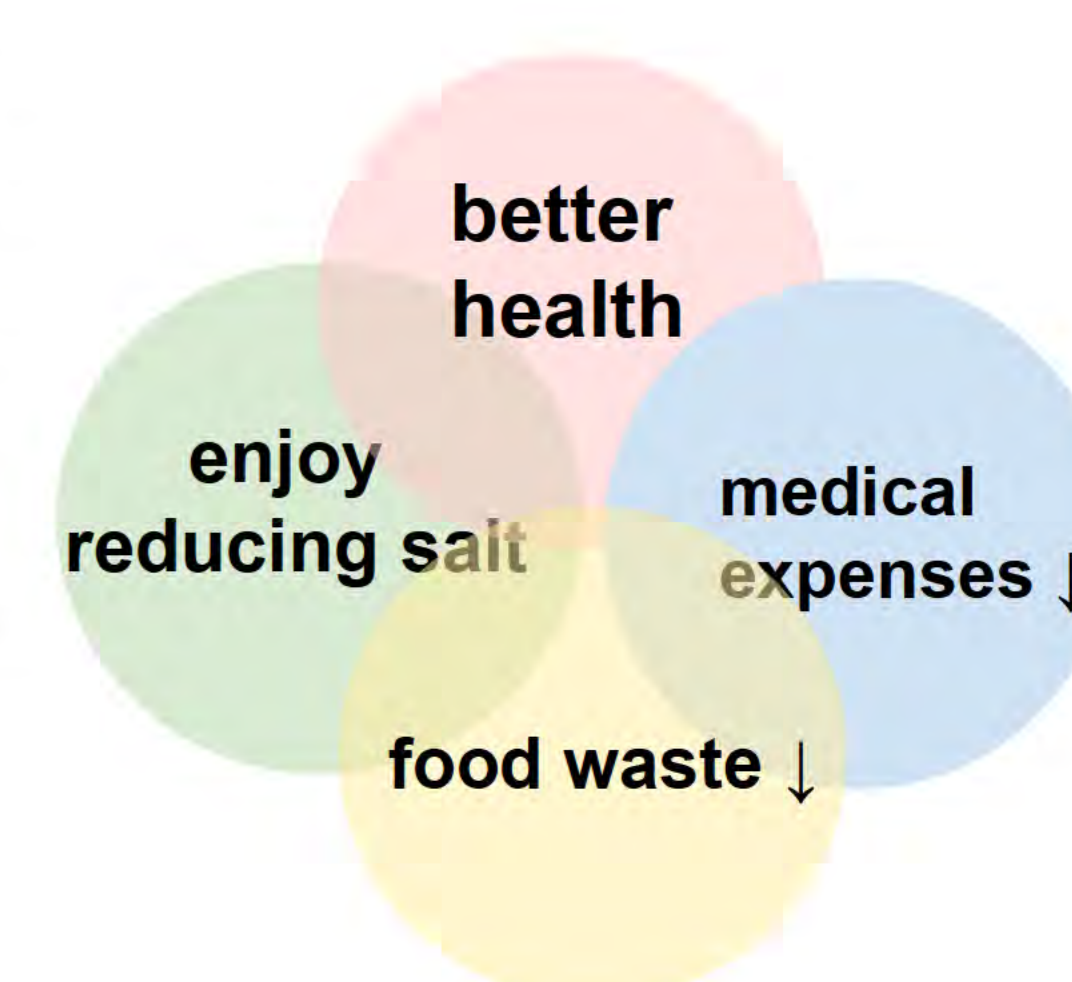 better
health
enjoy
reducing salt
medical
expenses ↓
food waste ↓